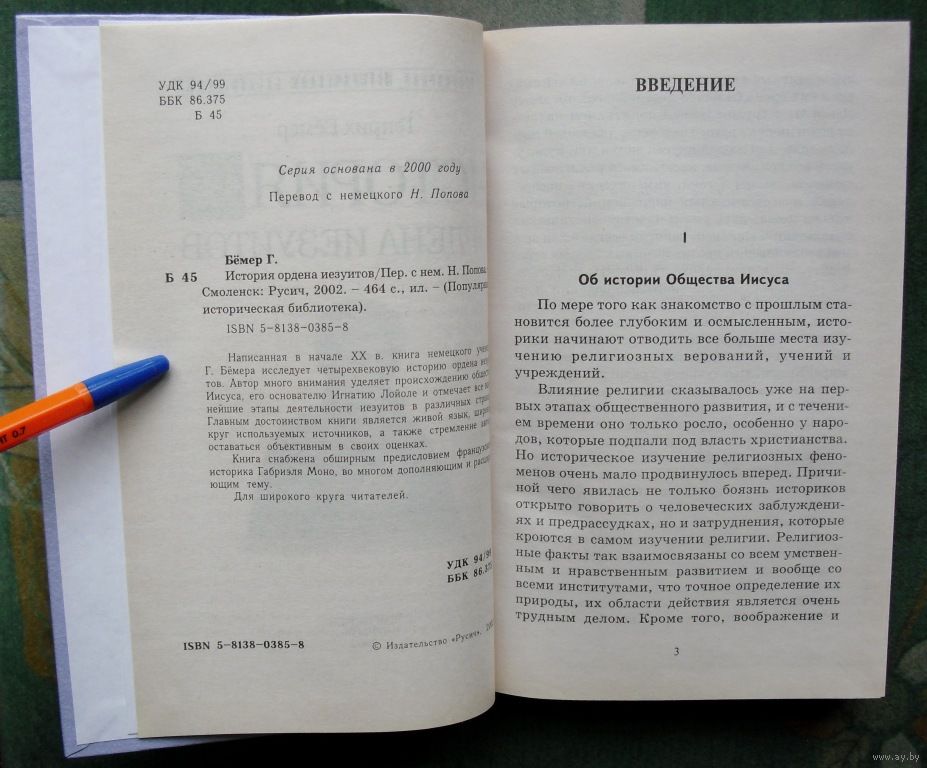 УДК 94/99
ББК 86.375
Б 45
Серия основана в 2000 году
Перевод с немецкого Н. Попова
Бёмер Г.
Б 45 История ордена иезуитов/Пер. с нем. Н. Попова
Смоленск: Русич, 2002. – 464 с., ил. – (Популярная
историческая библиотека).
ISBN 5–8138–0385–8
Написанная в начале XX в. книга немецкого
Г. Бёмера исследует четырехвековую историю ордена
тов. Автор много внимания уделяет происхождению
Иисуса, его основателю Игнатию Лойоле и отмечает все
нейшие этапы деятельности иезуитов в различных
Главным достоинством книги является живой язык,
круг используемых источников, а также стремление
оставаться объективным в своих оценках.
Книга снабжена обширным предисловием
историка Габриэля Моно, во многом дополняющим и
ющим тему.
Для широкого круга читателей.
УДК 94/99
ББК 86.375
ISBN 5–8138–0385–8
© Издательство «Русич»,
ВВЕДЕНИЕ
I
Об истории Общества Иисуса
По мере того как знакомство с прошлым ста-
новится более глубоким и осмысленным, исто-
рики начинают отводить все больше места изу-
чению религиозных верований, учений и
учреждений.
Влияние религии сказывалось уже на пер-
вых этапах общественного развития, и с течени-
ем времени оно только росло, особенно у на-
родов, которые подпали под власть христианства.
Но историческое изучение религиозных фено-
менов очень мало продвинулось вперед. Причи-
ной чего явилась не только боязнь историков
открыто говорить о человеческих заблуждени-
ях и предрассудках, но и затруднения, которые
кроются в самом изучении религии. Религиоз-
ные факты так взаимосвязаны со всем умствен-
ным и нравственным развитием и вообще со
всеми институтами, что точное определение их
природы, их области действия является очень
трудным делом. Кроме того, воображение и
3
www.ay.by